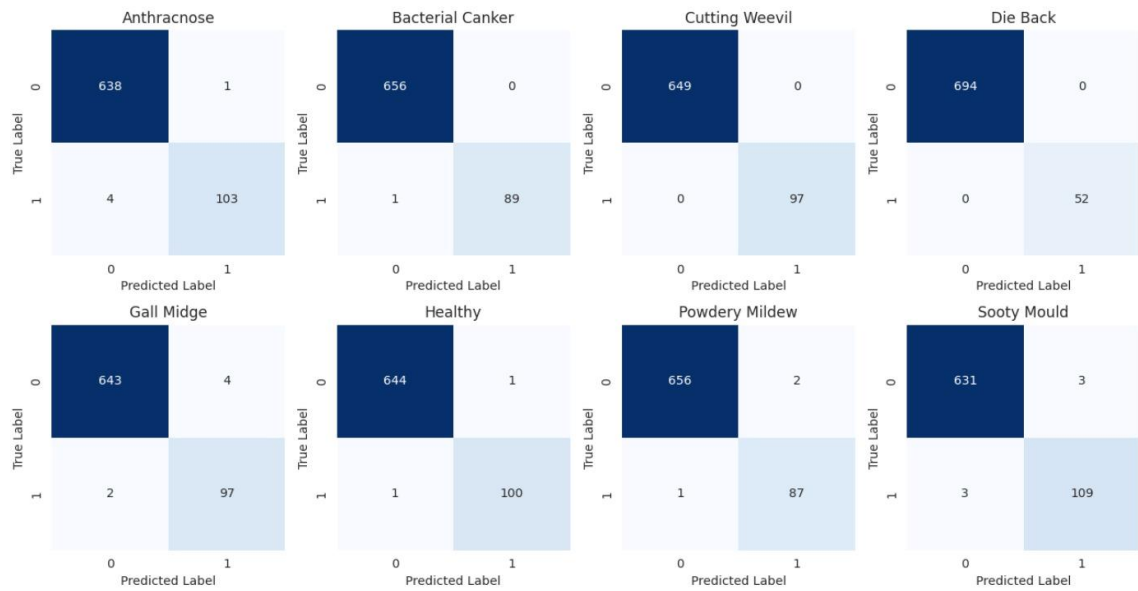 Anthracnose Bacterial Canker Cutting Weevil Die Back
0 638 1 0 656 0 0 649 0 0 694 0
True Label True Label True Label True Label
1 4 103 1 1 89 1 0 97 1 0 52
0 1 0 1 0 1 0 1
Predicted Label Predicted Label Predicted Label Predicted Label
Gall Midge Healthy Powdery Mildew Sooty Mould
0 643 4 0 644 1 0 656 2 0 631 3
True Label True Label True Label True Label
1 2 97 1 1 100 1 1 87 1 3 109
0 1 0 1 0 1 0 1
Predicted Label Predicted Label Predicted Label Predicted Label